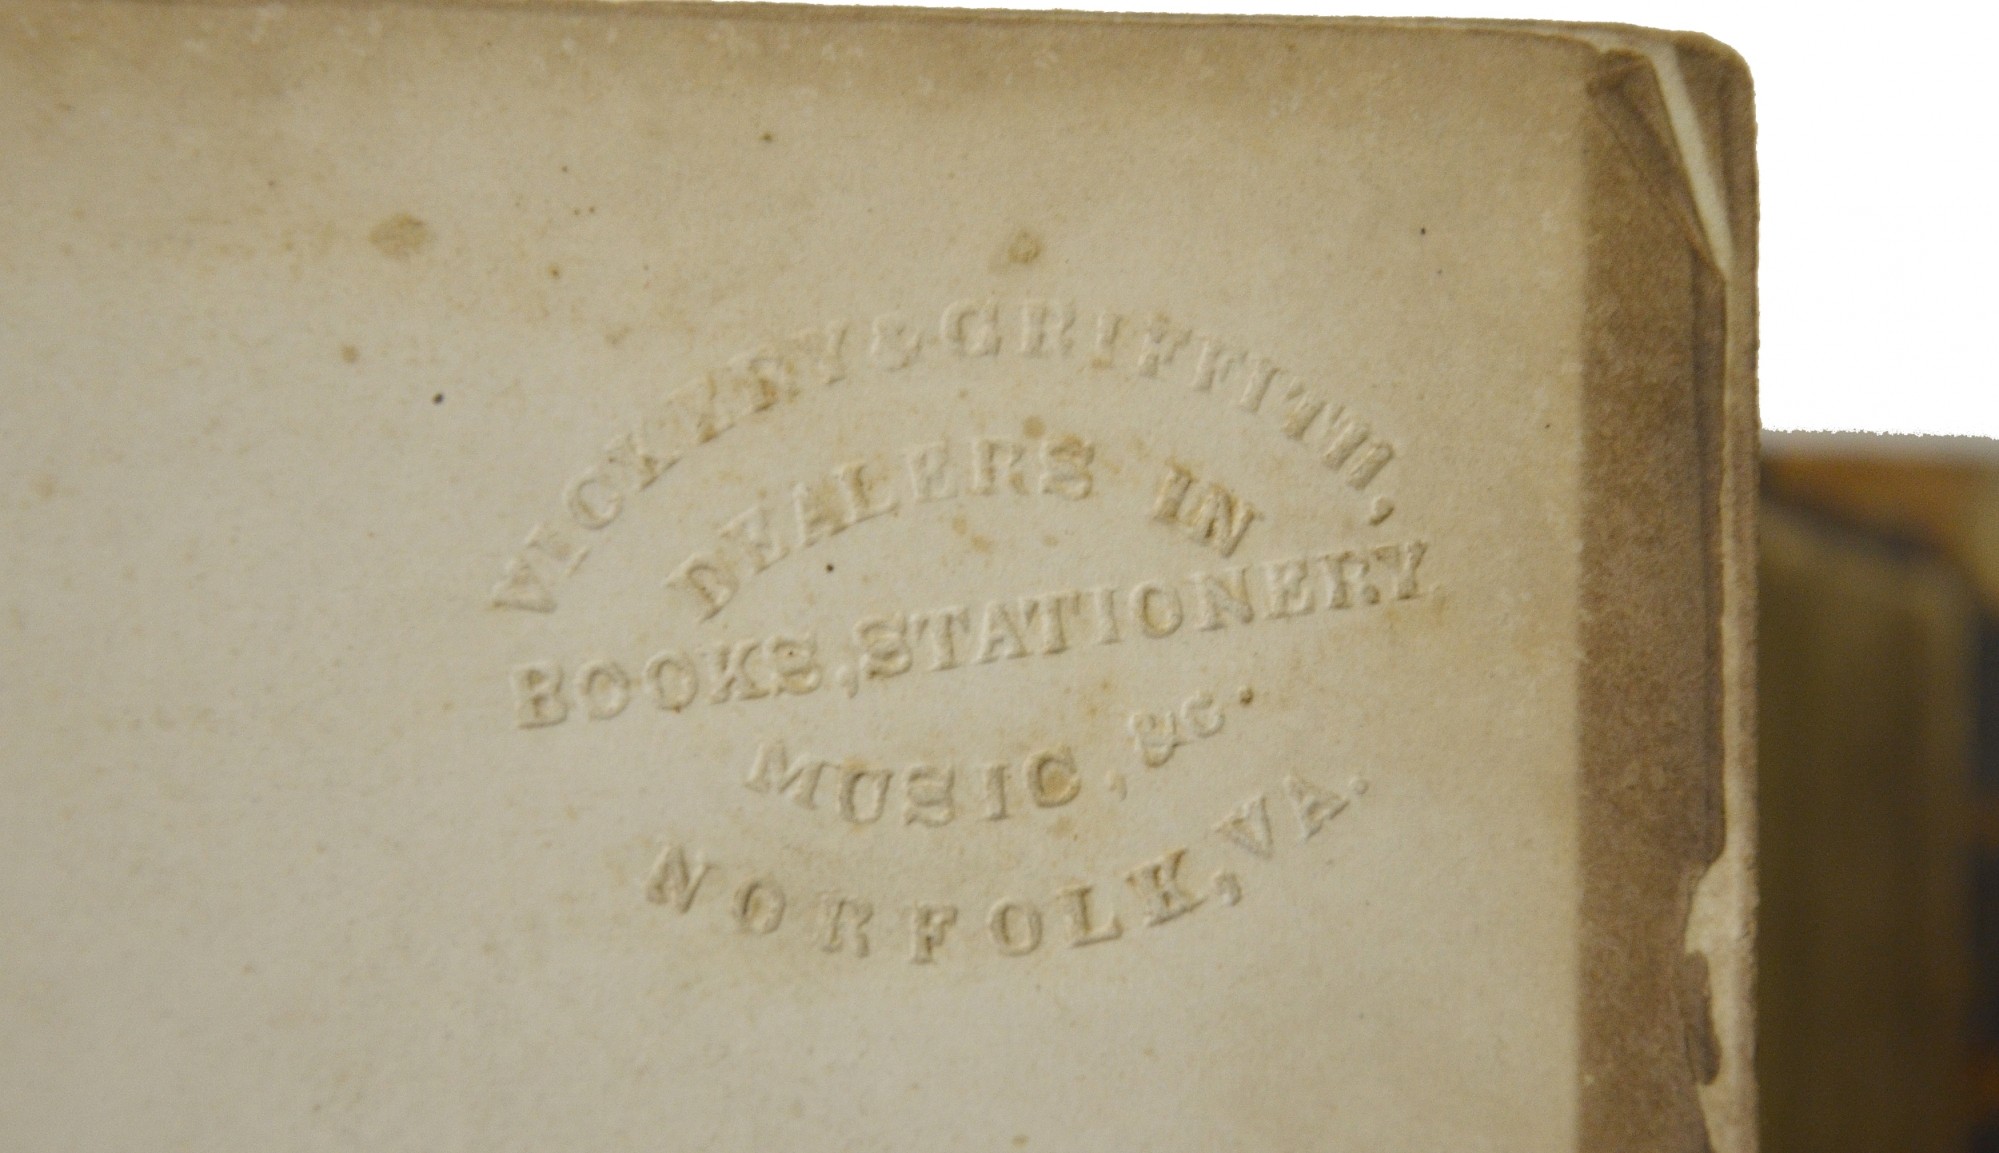 VICKERY & GRIFFITH,
DEALERS IN
BOOKS, STATIONERY
MUSIC, &c.
NORFOLK, VA.